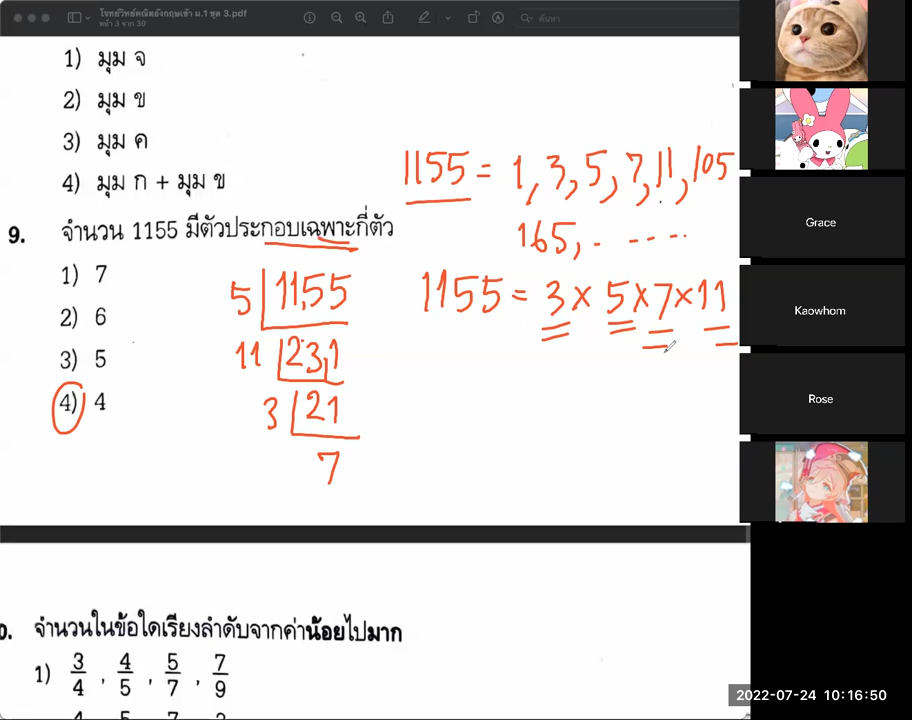 โจทย์วิทย์คณิตอังกฤษเข้า ม.1 ชุด 3.pdf
หน้า 3 จาก 39
ค้นหา
1) มุม จ
2) มุม ข
3) มุม ค
4) มุม ก + มุม ข
1155 = 1, 3, 5, 7, 11, 105
165, . . . . .
9. จำนวน 1155 มีตัวประกอบเฉพาะกี่ตัว
1) 7
2) 6
3) 5
4) 4
5 1155
11 231
3 21
7
1155 = 3 × 5 × 7 × 11
Grace
Kaowhom
Rose
0. จำนวนในข้อใดเรียงลำดับจากค่าน้อยไปมาก
1) 3/4 , 4/5 , 5/7 , 7/9
2022-07-24 10:16:50